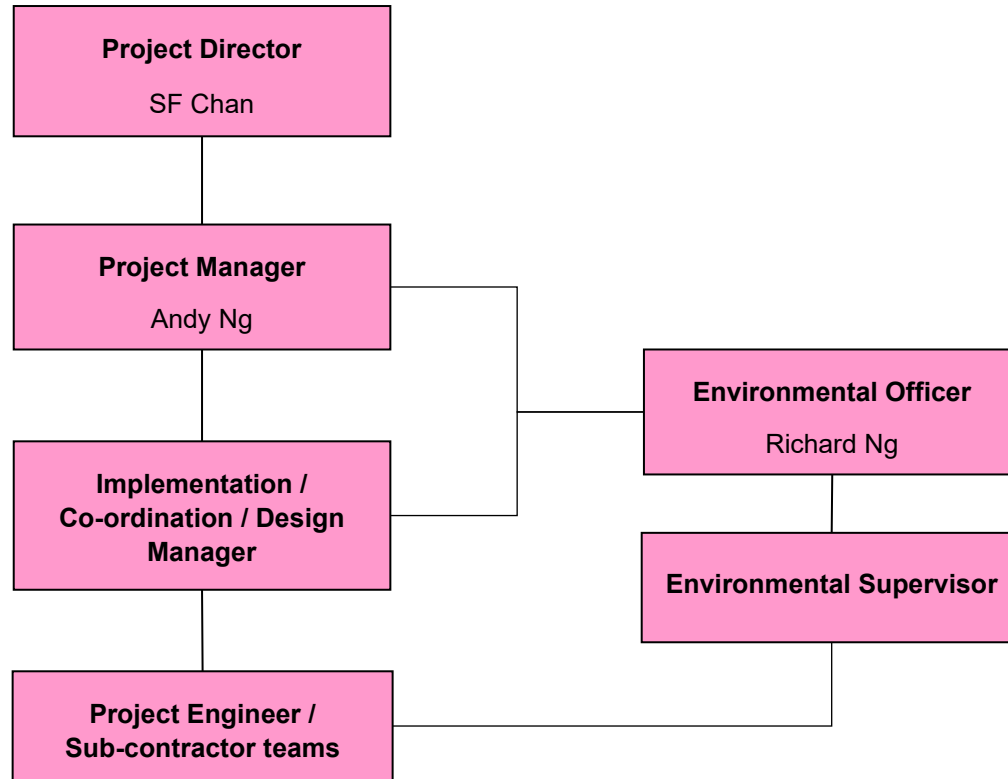 Project Director
SF Chan
Project Manager
Andy Ng
Environmental Officer
Richard Ng
Implementation /
Co-ordination / Design
Manager
Environmental Supervisor
Project Engineer /
Sub-contractor teams